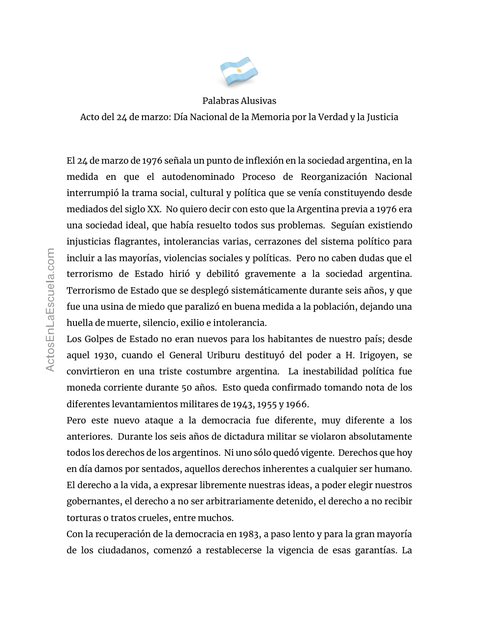 Palabras Alusivas
Acto del 24 de marzo: Día Nacional de la Memoria por la Verdad y la Justicia
El 24 de marzo de 1976 señala un punto de inflexión en la sociedad argentina, en la
medida en que el autodenominado Proceso de Reorganización Nacional
interrumpió la trama social, cultural y política que se venía constituyendo desde
mediados del siglo XX. No quiero decir con esto que la Argentina previa a 1976 era
una sociedad ideal, que había resuelto todos sus problemas. Seguían existiendo
injusticias flagrantes, intolerancias varias, cerrazones del sistema político para
incluir a las mayorías, violencias sociales y políticas. Pero no caben dudas que el
terrorismo de Estado hirió y debilitó gravemente a la sociedad argentina.
Terrorismo de Estado que se desplegó sistemáticamente durante seis años, y que
fue una usina de miedo que paralizó en buena medida a la población, dejando una
huella de muerte, silencio, exilio e intolerancia.
Los Golpes de Estado no eran nuevos para los habitantes de nuestro país; desde
aquel 1930, cuando el General Uriburu destituyó del poder a H. Irigoyen, se
convirtieron en una triste costumbre argentina. La inestabilidad política fue
moneda corriente durante 50 años. Esto queda confirmado tomando nota de los
diferentes levantamientos militares de 1943, 1955 y 1966.
Pero este nuevo ataque a la democracia fue diferente, muy diferente a los
anteriores. Durante los seis años de dictadura militar se violaron absolutamente
todos los derechos de los argentinos. Ni uno sólo quedó vigente. Derechos que hoy
en día damos por sentados, aquellos derechos inherentes a cualquier ser humano.
El derecho a la vida, a expresar libremente nuestras ideas, a poder elegir nuestros
gobernantes, el derecho a no ser arbitrariamente detenido, el derecho a no recibir
torturas o tratos crueles, entre muchos.
Con la recuperación de la democracia en 1983, a paso lento y para la gran mayoría
de los ciudadanos, comenzó a restablecerse la vigencia de esas garantías. La
ActosEnLaEscuela.com